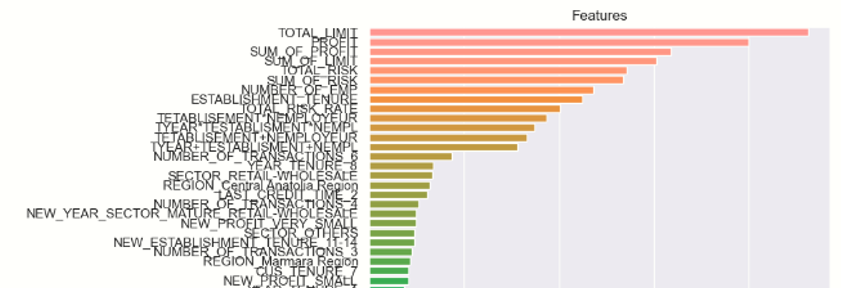 Features
TOTAL_LIMIT
PROFIT
SUM_OF_PROFIT
SUM_OF_LIMIT
TOTAL_RISK
SUM_OF_RISK
NUMBER_OF_EMP
ESTABLISHMENT_TENURE
TOTAL_RISK_RATE
TETABLISEMENT*NEMPLOYEUR
TYEAR*TESTABLISMENT*NEMPL
TETABLISEMENT+NEMPLOYEUR
TYEAR+TESTABLISMENT+NEMPL
NUMBER_OF_TRANSACTIONS_6
YEAR_TENURE_8
SECTOR_RETAIL-WHOLESALE
REGION_Central Anatolia Region
LAST_CREDIT_TIME_2
NUMBER_OF_TRANSACTIONS_4
NEW_YEAR_SECTOR_MATURE_RETAIL-WHOLESALE
NEW_PROFIT_VERY_SMALL
SECTOR_OTHERS
NEW_ESTABLISHMENT_TENURE_11-14
NUMBER_OF_TRANSACTIONS_3
REGION_Marmara Region
CUS_TENURE_7
NEW_PROFIT_SMALL